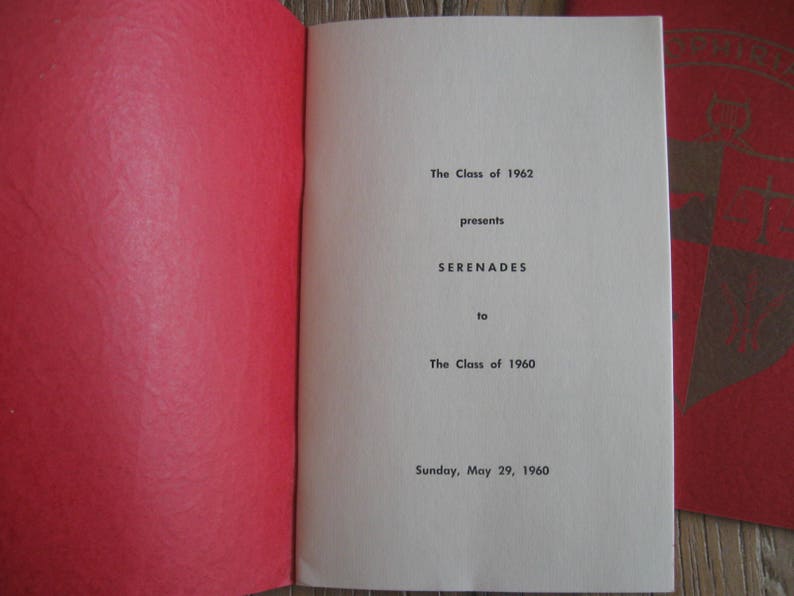 The Class of 1962
presents
SERENADES
to
The Class of 1960
Sunday, May 29, 1960